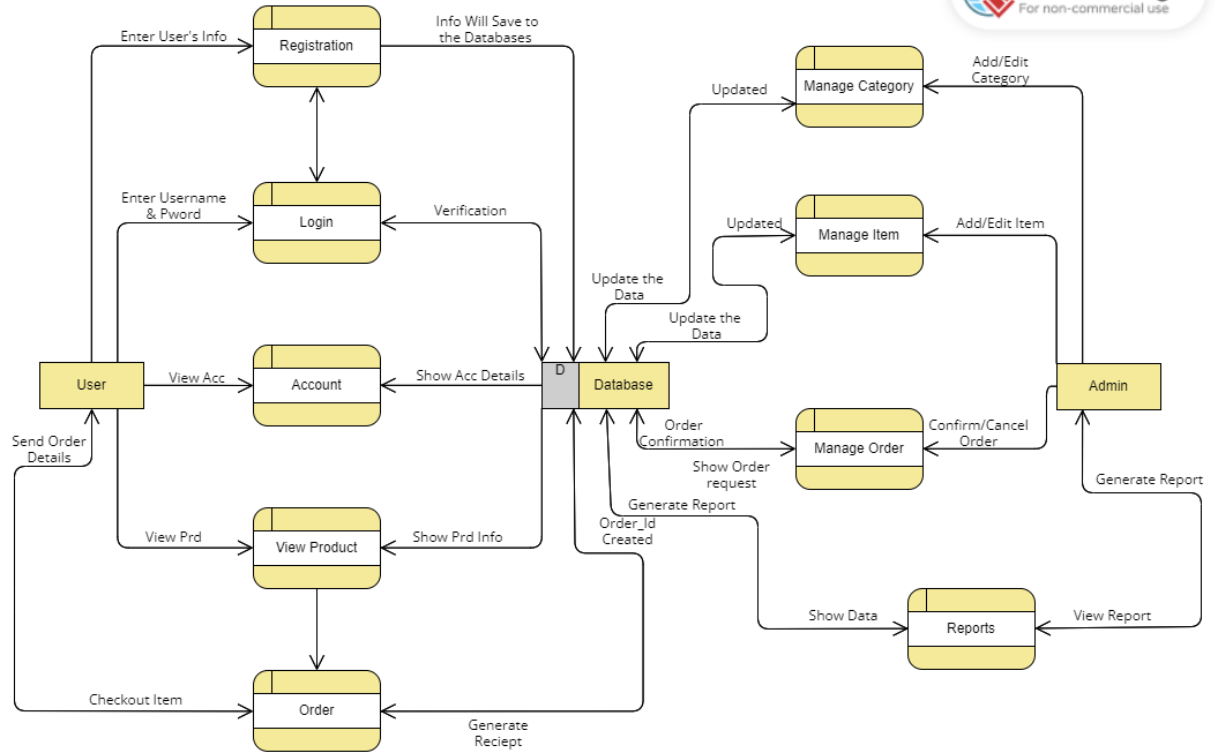 For non-commercial use
Enter User's Info
Registration
Info Will Save to
the Databases
Add/Edit
Category
Manage Category
Updated
Enter Username
& Pword
Login
Verification
Updated
Manage Item
Add/Edit Item
Update the
Data
Update the
Data
User
View Acc
Account
Show Acc Details
D
Database
Admin
Send Order
Details
Order
Confirmation
Manage Order
Confirm/Cancel
Order
Show Order
request
Generate Report
Generate Report
Order_Id
Created
View Prd
View Product
Show Prd Info
Show Data
Reports
View Report
Checkout Item
Order
Generate
Reciept